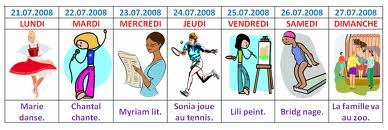 21.07.2008 22.07.2008 23.07.2008 24.07.2008 25.07.2008 26.07.2008 27.07.2008
LUNDI MARDI MERCREDI JEUDI VENDREDI SAMEDI DIMANCHE
Marie danse.
Chantal chante.
Myriam lit.
Sonia joue au tennis.
Lili peint.
Bridg nage.
La famille va au zoo.